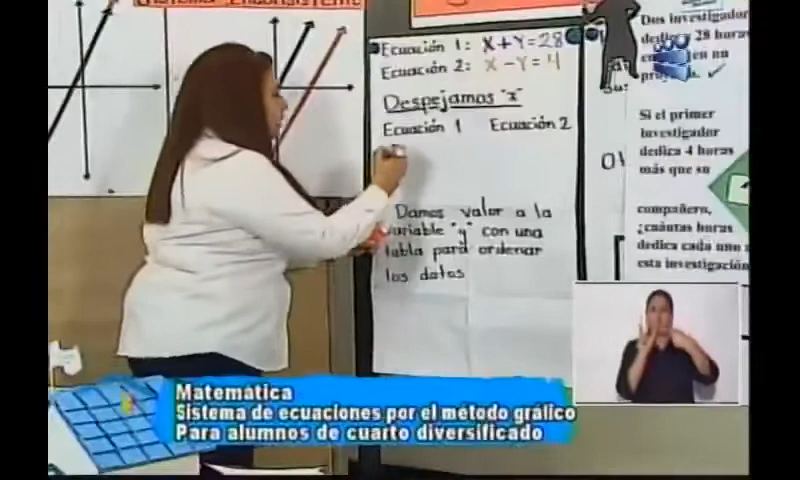 Ecuación 1: X+Y=28
Ecuación 2: X-Y=4
Despejamos "x"
Ecuación 1 Ecuación 2
Damos valor a la
variable "y" con una
tabla para ordenar
los datos
Dos investigador
28 horas
en un
Si el primer
investigador
dedica 4 horas
más que su
compañero,
¿cuántas horas
dedica cada uno a
esta investigación
Matemática
Sistema de ecuaciones por el método gráfico
Para alumnos de cuarto diversificado